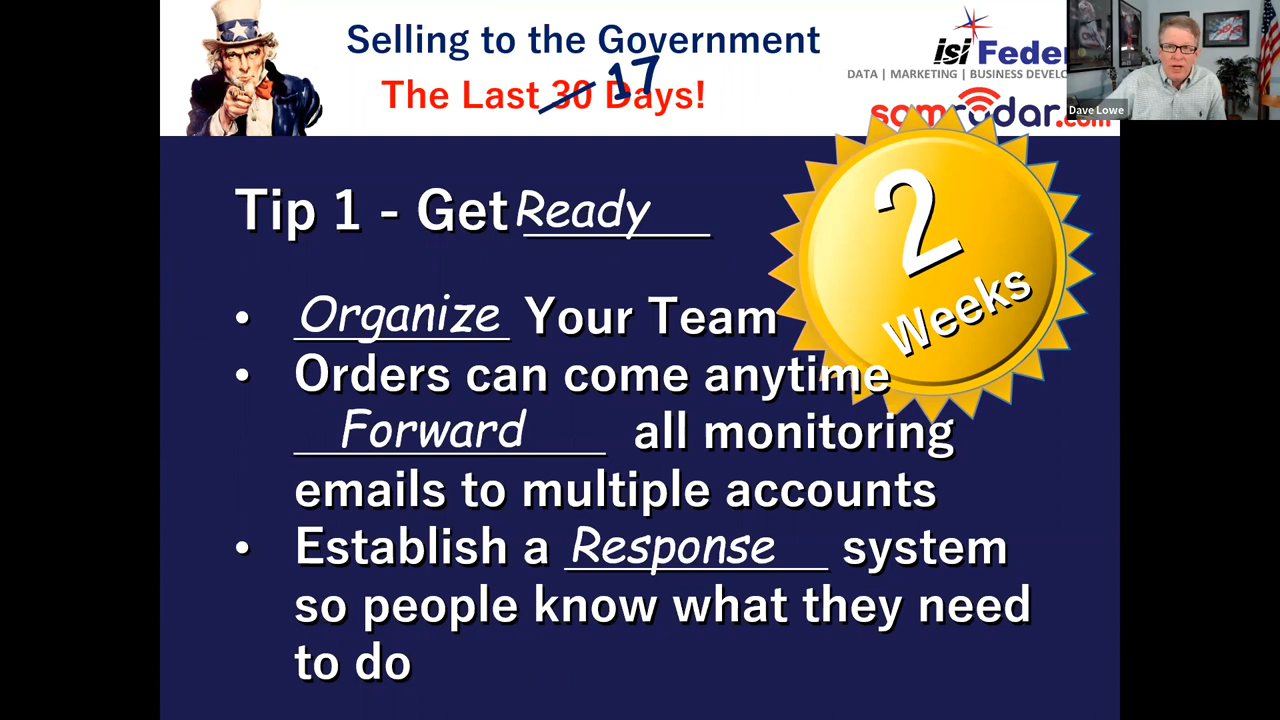 Selling to the Government
17
The Last 30 Days!
isi Feder
DATA | MARKETING | BUSINESS DEVELO
samradar.com
Dave Lowe
2
Weeks
Tip 1 - Get Ready
• Organize Your Team
• Orders can come anytime
Forward all monitoring
emails to multiple accounts
• Establish a Response system
so people know what they need
to do